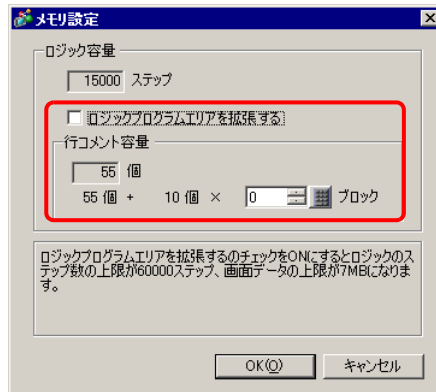 メモリ設定
ロジック容量
15000 ステップ
ロジックプログラムエリアを拡張する
行コメント容量
55 個
55 個 + 10 個 × 0 ブロック
ロジックプログラムエリアを拡張するのチェックをONにするとロジックのス
テップ数の上限が60000ステップ、画面データの上限が7MBになりま
す。
OK(O) キャンセル